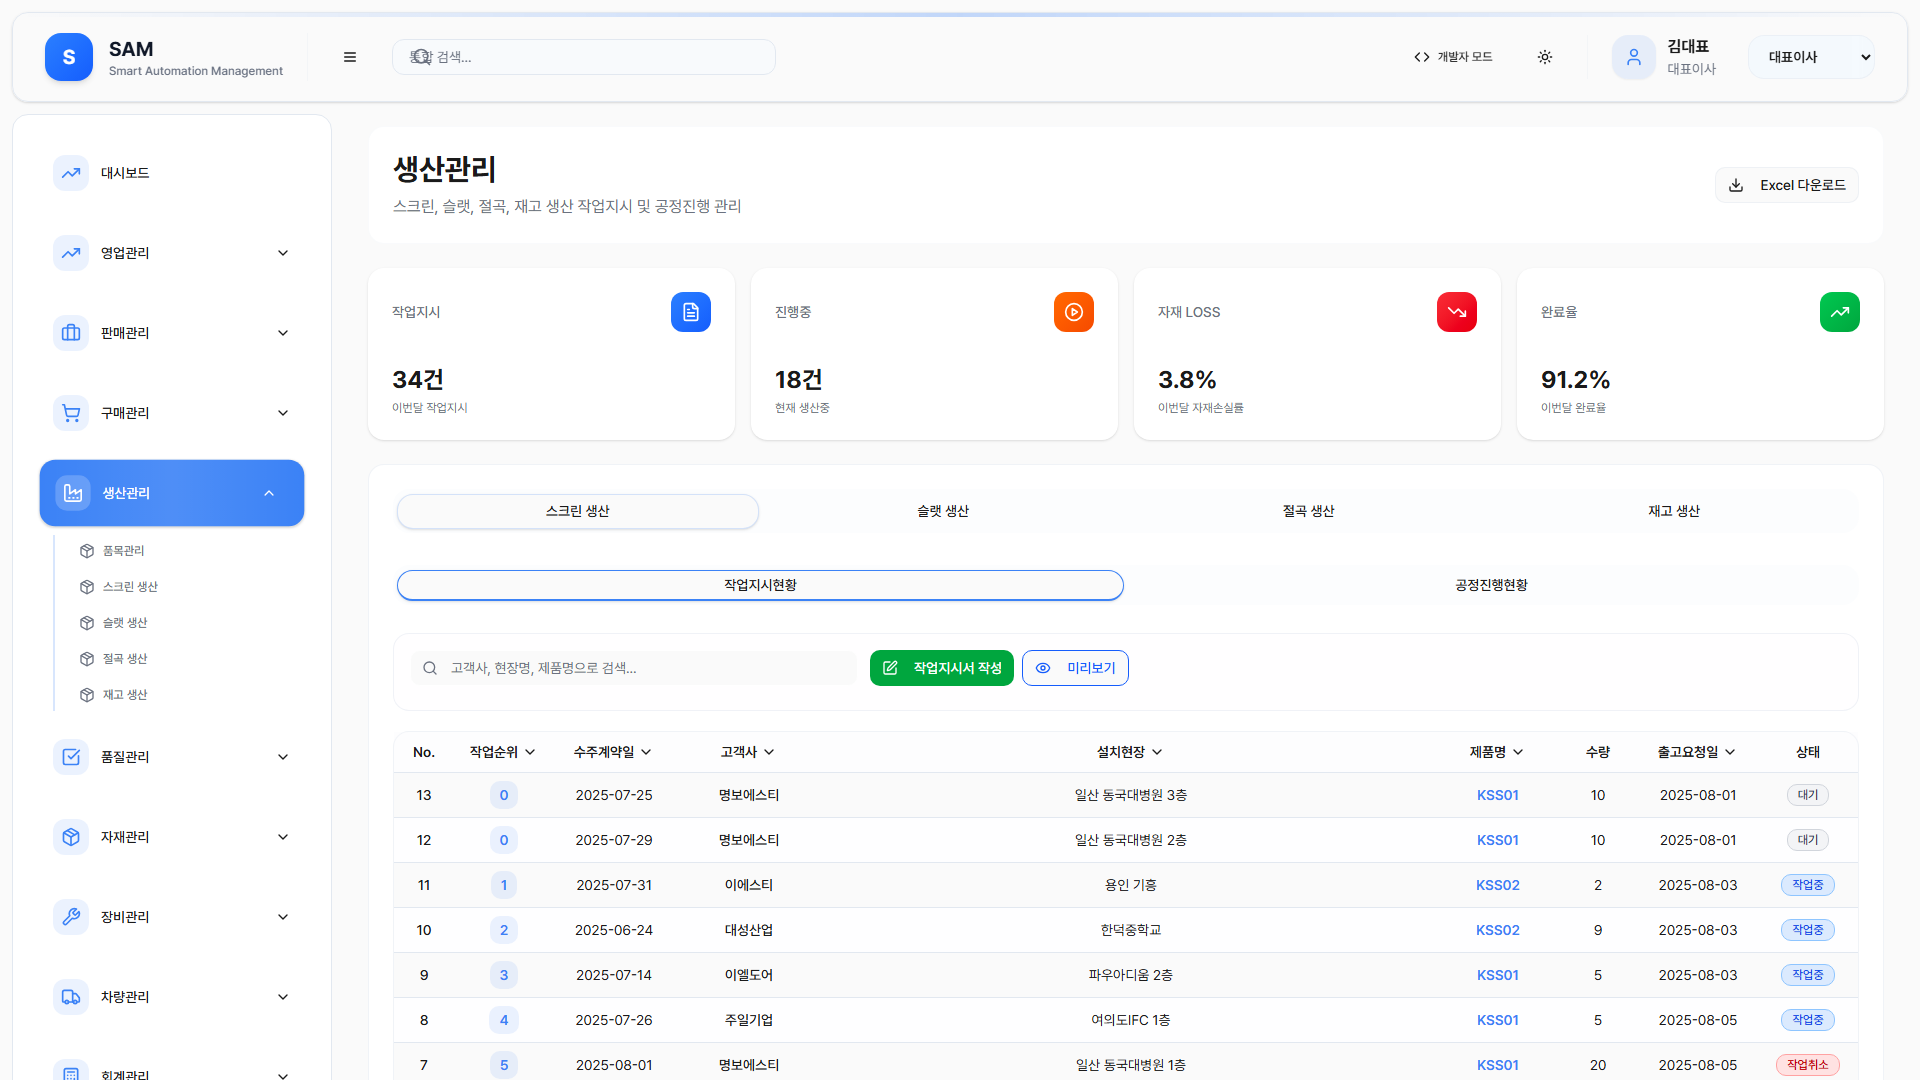 S
SAM
Smart Automation Management
통합 검색...
개발자 모드
김대표
대표이사
대표이사
대시보드
영업관리
판매관리
구매관리
생산관리
품목관리
스크린 생산
슬랫 생산
절곡 생산
재고 생산
품질관리
자재관리
장비관리
차량관리
회계관리
생산관리
스크린, 슬랫, 절곡, 재고 생산 작업지시 및 공정진행 관리
Excel 다운로드
작업지시
34건
이번달 작업지시
진행중
18건
현재 생산중
자재 LOSS
3.8%
이번달 자재손실률
완료율
91.2%
이번달 완료율
스크린 생산 슬랫 생산 절곡 생산 재고 생산
작업지시현황 공정진행현황
고객사, 현장명, 제품명으로 검색... 작업지시서 작성 미리보기
No. 작업순위 수주계약일 고객사 설치현장 제품명 수량 출고요청일 상태
13 0 2025-07-25 명보에스티 일산 동국대병원 3층 KSS01 10 2025-08-01 대기
12 0 2025-07-29 명보에스티 일산 동국대병원 2층 KSS01 10 2025-08-01 대기
11 1 2025-07-31 이에스티 용인 기흥 KSS02 2 2025-08-03 작업중
10 2 2025-06-24 대성산업 한덕중학교 KSS02 9 2025-08-03 작업중
9 3 2025-07-14 이엘도어 파우아디움 2층 KSS01 5 2025-08-03 작업중
8 4 2025-07-26 주일기업 여의도IFC 1층 KSS01 5 2025-08-05 작업중
7 5 2025-08-01 명보에스티 일산 동국대병원 1층 KSS01 20 2025-08-05 작업취소